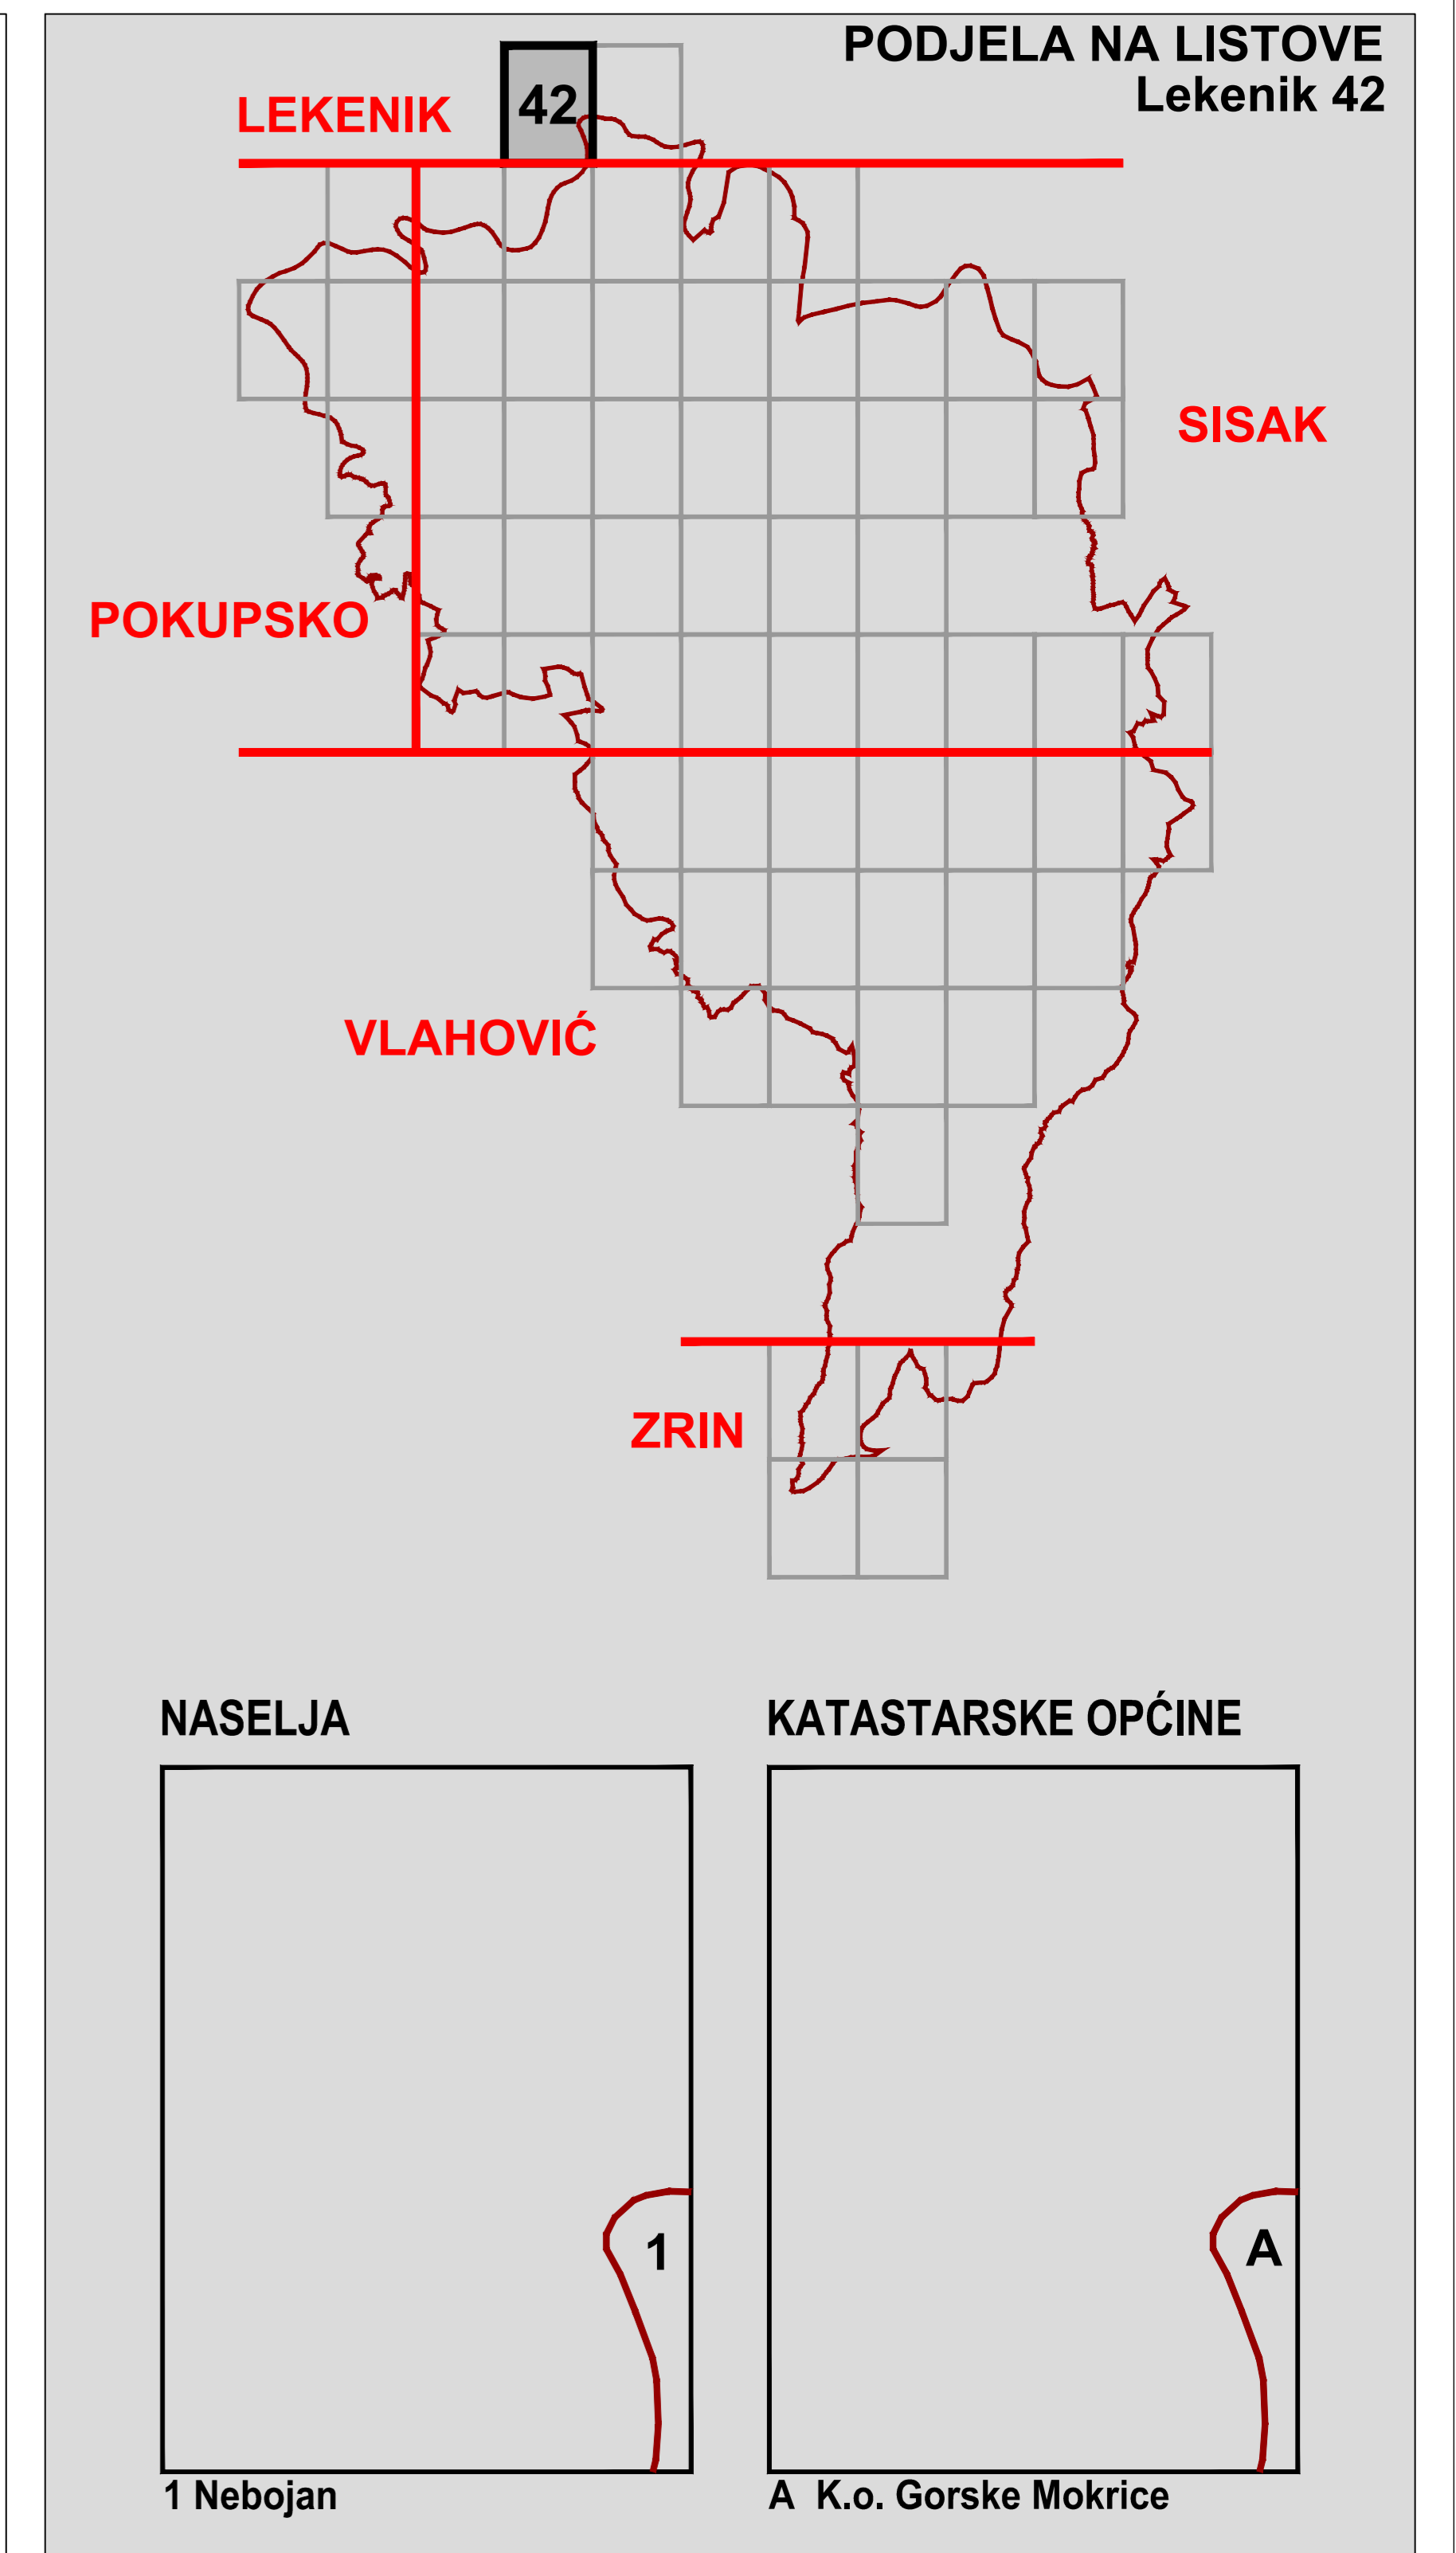 PODJELA NA LISTOVE
Lekenik 42
42
LEKENIK
SISAK
POKUPSKO
VLAHOVIĆ
ZRIN
NASELJA
1
1 Nebojan
KATASTARSKE OPĆINE
A
A K.o. Gorske Mokrice